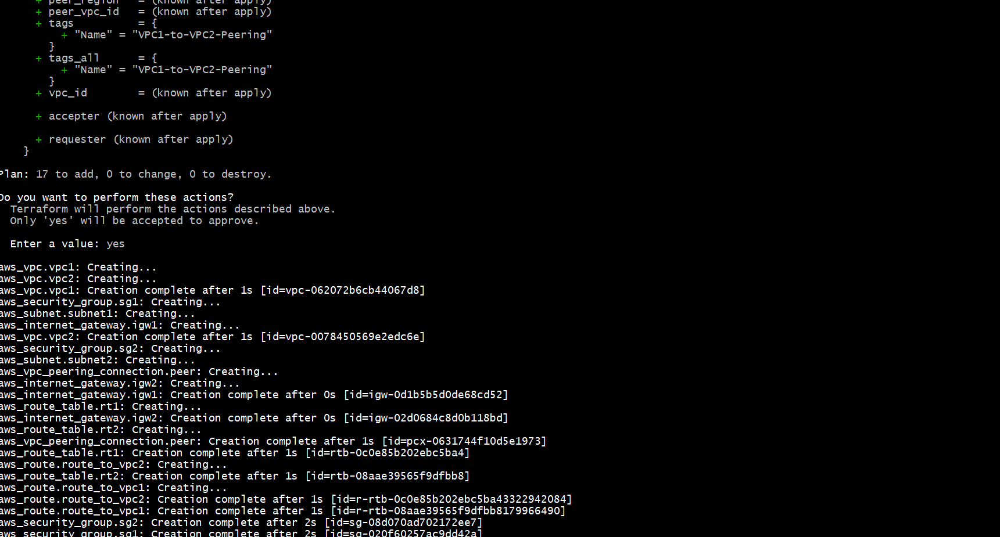 + peer_region   = (known after apply)
+ peer_vpc_id   = (known after apply)
+ tags          = {
+ "Name" = "VPC1-to-VPC2-Peering"
}
+ tags_all      = {
+ "Name" = "VPC1-to-VPC2-Peering"
}
+ vpc_id        = (known after apply)
+ accepter (known after apply)
+ requester (known after apply)
}
Plan: 17 to add, 0 to change, 0 to destroy.
Do you want to perform these actions?
Terraform will perform the actions described above.
Only 'yes' will be accepted to approve.
Enter a value: yes
aws_vpc.vpc1: Creating...
aws_vpc.vpc2: Creating...
aws_vpc.vpc1: Creation complete after 1s [id=vpc-062072b6cb44067d8]
aws_security_group.sg1: Creating...
aws_subnet.subnet1: Creating...
aws_internet_gateway.igw1: Creating...
aws_vpc.vpc2: Creation complete after 1s [id=vpc-0078450569e2edc6e]
aws_security_group.sg2: Creating...
aws_subnet.subnet2: Creating...
aws_vpc_peering_connection.peer: Creating...
aws_internet_gateway.igw2: Creating...
aws_internet_gateway.igw1: Creation complete after 0s [id=igw-0d1b5b5d0de68cd52]
aws_route_table.rt1: Creating...
aws_internet_gateway.igw2: Creation complete after 0s [id=igw-02d0684c8d0b118bd]
aws_route_table.rt2: Creating...
aws_vpc_peering_connection.peer: Creation complete after 1s [id=pcx-0631744f10d5e1973]
aws_route_table.rt1: Creation complete after 1s [id=rtb-0c0e85b202ebc5ba4]
aws_route.route_to_vpc2: Creating...
aws_route_table.rt2: Creation complete after 1s [id=rtb-08aae39565f9dfbb8]
aws_route.route_to_vpc1: Creating...
aws_route.route_to_vpc2: Creation complete after 1s [id=r-rtb-0c0e85b202ebc5ba43322942084]
aws_route.route_to_vpc1: Creation complete after 1s [id=r-rtb-08aae39565f9dfbb8179966490]
aws_security_group.sg2: Creation complete after 2s [id=sg-08d070ad702172ee7]
aws_security_group.sg1: Creation complete after 2s [id=sg-020f60257ac9dd42a]